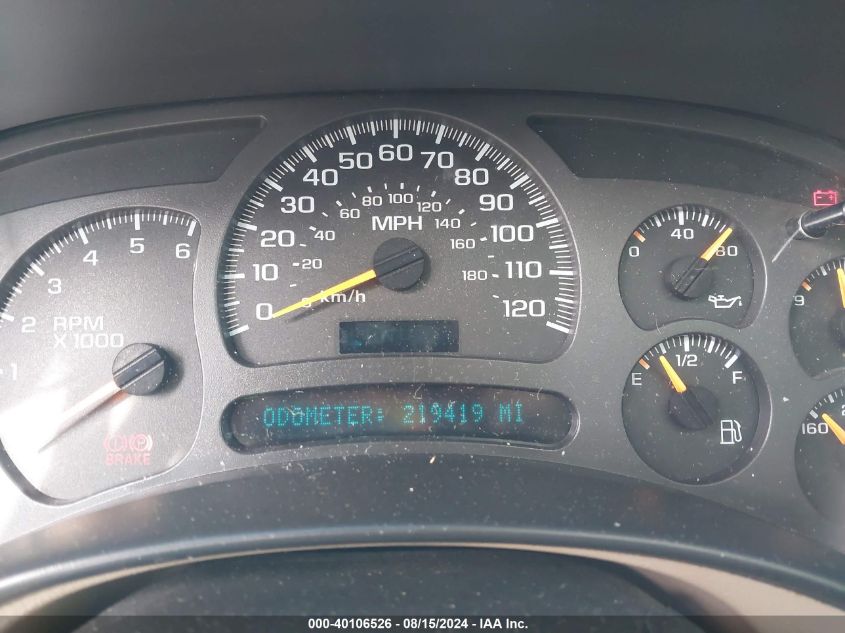 10 20 30 40 50 60 70 80 90 100 110 120
0
20 40 60 80 100 120 140 160 180
MPH
km/h
1 2 3 4 5 6
RPM
X 1000
BRAKE
ODOMETER: 219419 MI
0 40 80
E 1/2 F
9
160
000-40106526 - 08/15/2024 - IAA Inc.